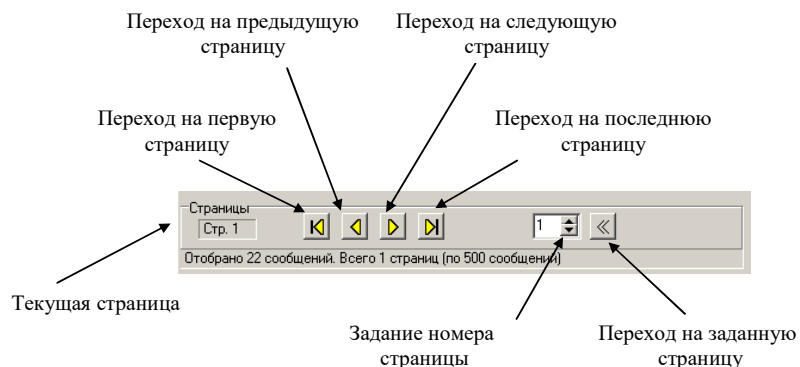 Переход на предыдущую
страницу
Переход на следующую
страницу
Переход на первую
страницу
Переход на последнюю
страницу
Страницы
Стр. 1
1
Отобрано 22 сообщений. Всего 1 страниц (по 500 сообщений)
Текущая страница
Задание номера
страницы
Переход на заданную
страницу